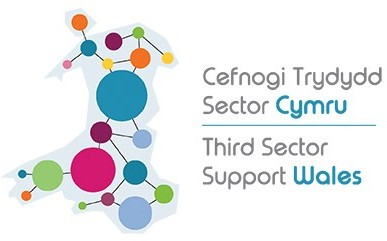 Cefnogi Trydydd
Sector Cymru
Third Sector
Support Wales